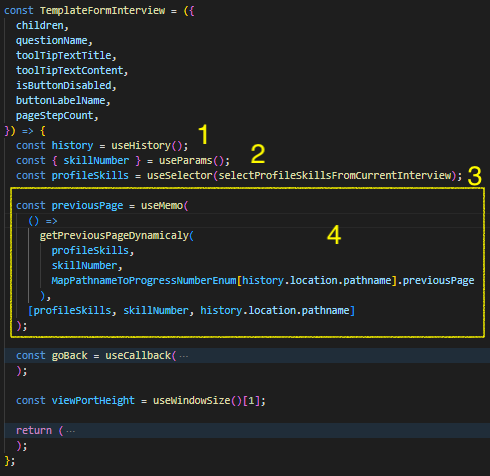 const TemplateFormInterview = ({
children,
questionName,
toolTipTextTitle,
toolTipTextContent,
isButtonDisabled,
buttonLabelName,
pageStepCount,
}) => {
const history = useHistory(); 1
const { skillNumber } = useParams(); 2
const profileSkills = useSelector(selectProfileSkillsFromCurrentInterview); 3
const previousPage = useMemo(
() => 4
getPreviousPageDynamicaly(
profileSkills,
skillNumber,
MapPathnameToProgressNumberEnum[history.location.pathname].previousPage
),
[profileSkills, skillNumber, history.location.pathname]
);
const goBack = useCallback( ⋯
);
const viewPortHeight = useWindowSize()[1];
return ( ⋯
);
};